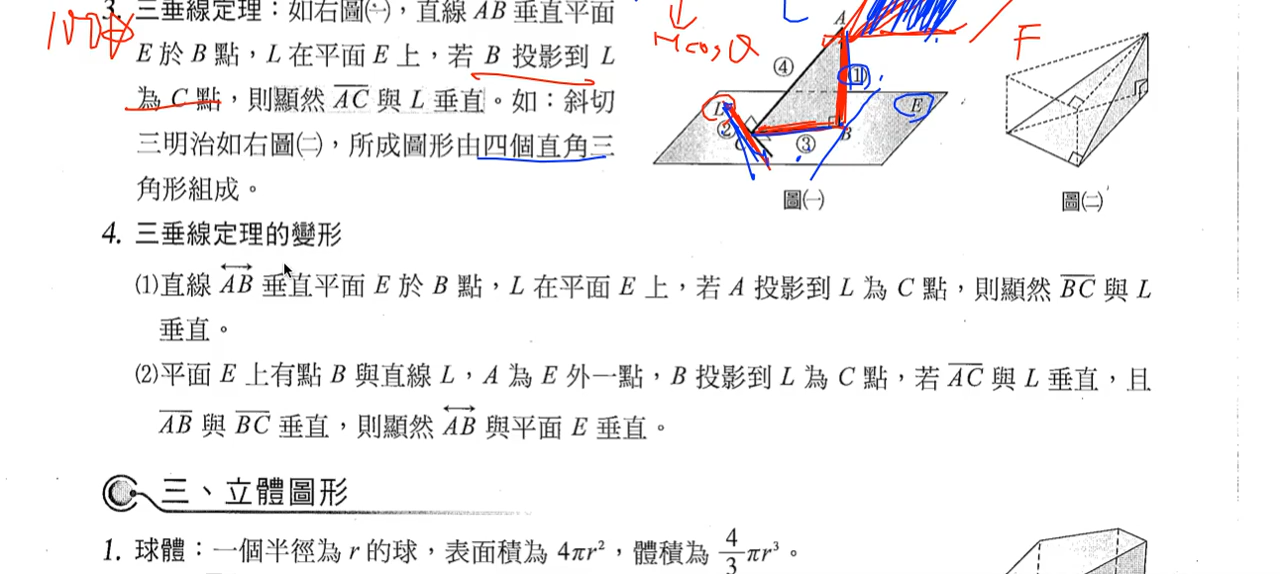 3. 三垂線定理：如右圖㈠，直線 AB 垂直平面
E 於 B 點，L 在平面 E 上，若 B 投影到 L
為 C 點，則顯然 AC 與 L 垂直。如：斜切
三明治如右圖㈡，所成圖形由四個直角三
角形組成。
A
④
①
L
E
②
C
③
B
圖㈠
F
圖㈡
4. 三垂線定理的變形
⑴直線 AB 垂直平面 E 於 B 點，L 在平面 E 上，若 A 投影到 L 為 C 點，則顯然 BC 與 L
垂直。
⑵平面 E 上有點 B 與直線 L，A 為 E 外一點，B 投影到 L 為 C 點，若 AC 與 L 垂直，且
AB 與 BC 垂直，則顯然 AB 與平面 E 垂直。
三、立體圖形
1. 球體：一個半徑為 r 的球，表面積為 4πr²，體積為 4/3 πr³。